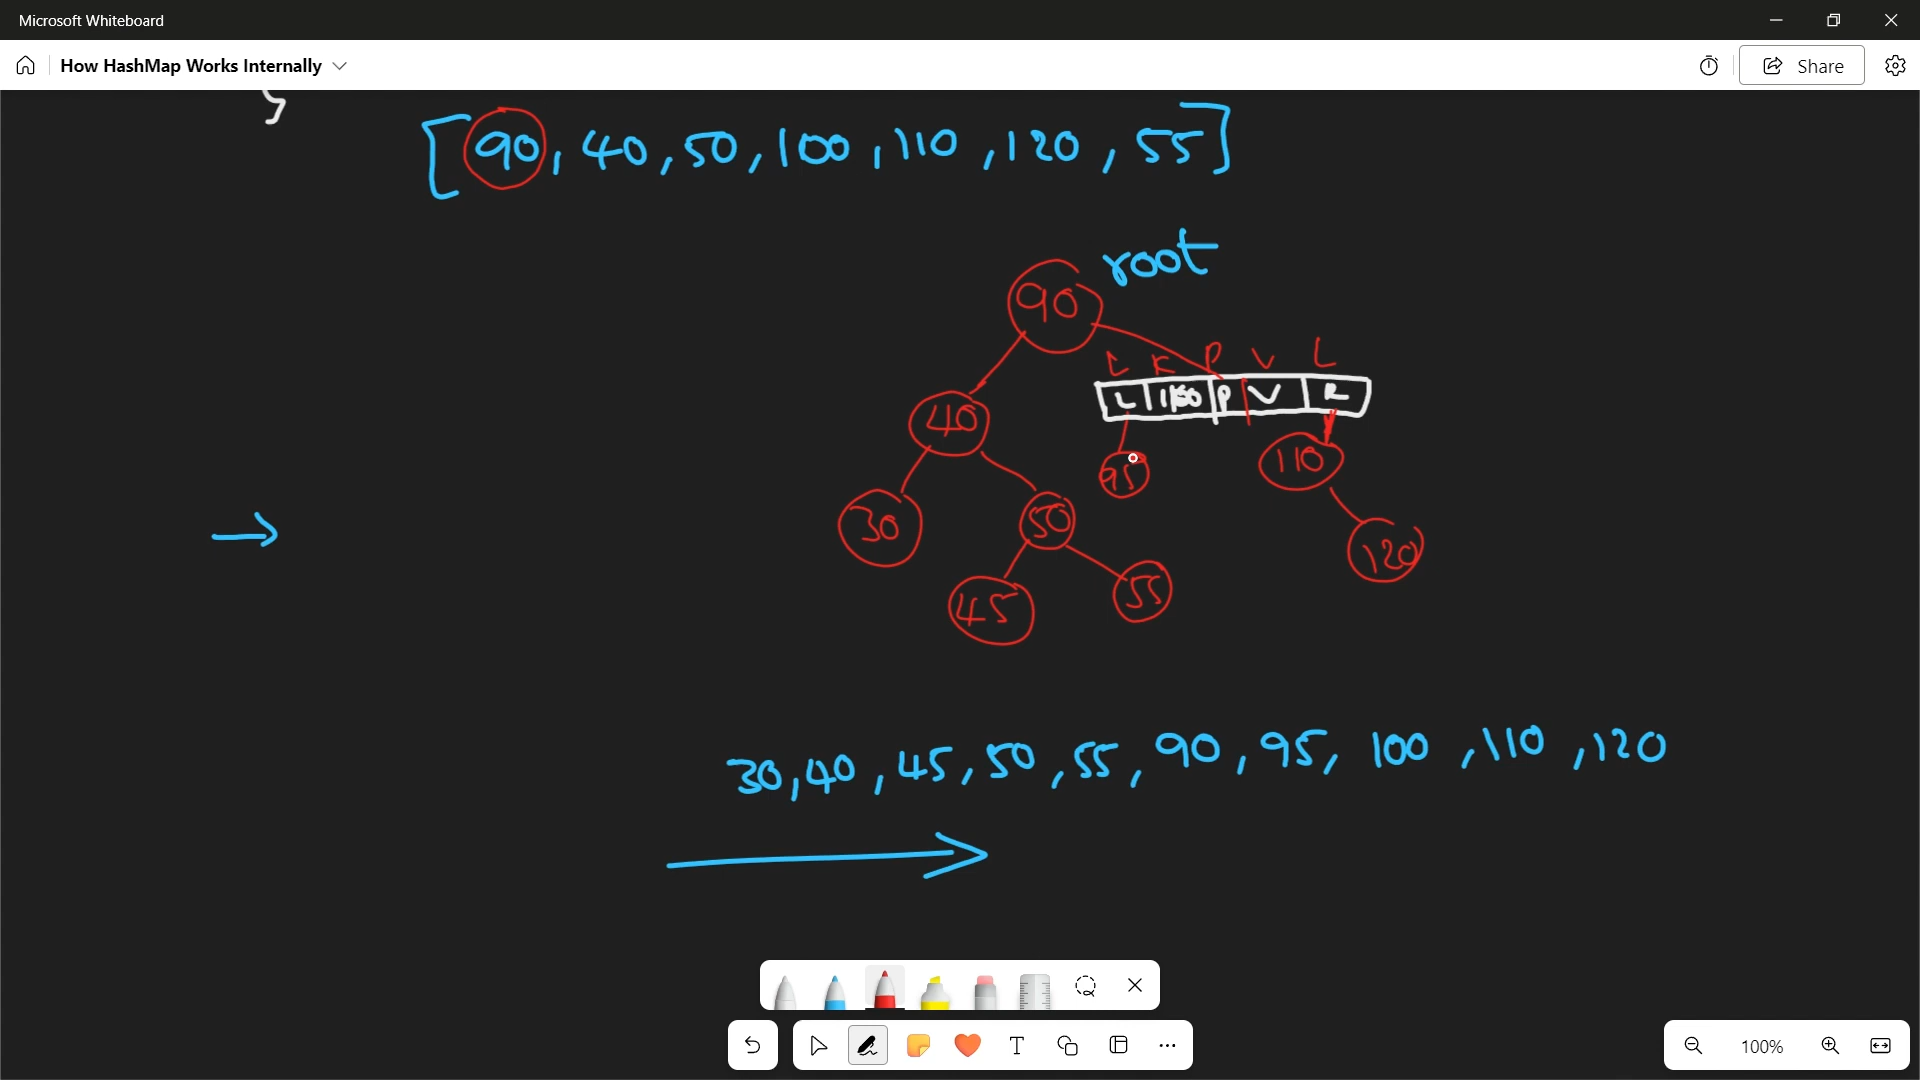 Microsoft Whiteboard
How HashMap Works Internally
Share
[90, 40, 50, 100, 110, 120, 55]
root
90
L K P V L
L 100 P V R
40
95
110
30
50
120
45
55
30, 40, 45, 50, 55, 90, 95, 100, 110, 120
100%